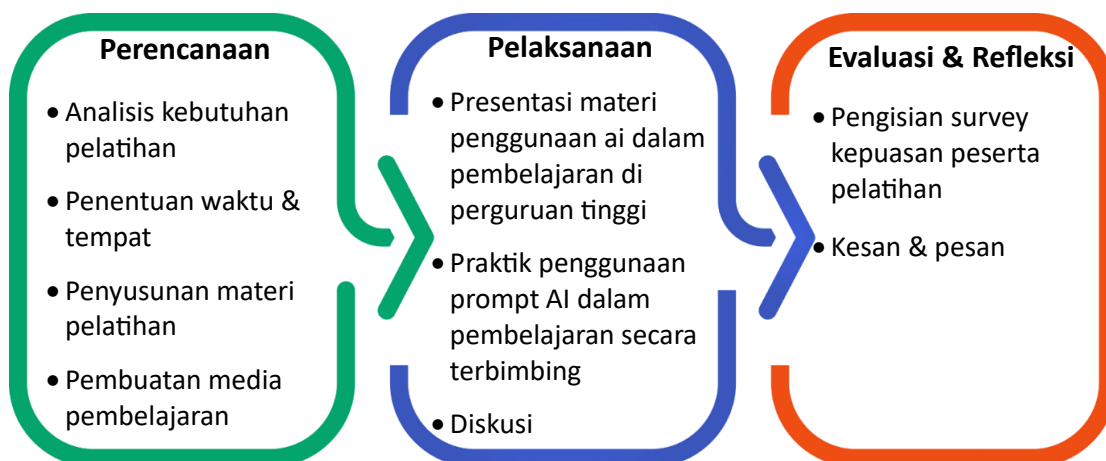 Perencanaan
• Analisis kebutuhan
pelatihan
• Penentuan waktu &
tempat
• Penyusunan materi
pelatihan
• Pembuatan media
pembelajaran
Pelaksanaan
• Presentasi materi
penggunaan ai dalam
pembelajaran di
perguruan tinggi
• Praktik penggunaan
prompt AI dalam
pembelajaran secara
terbimbing
• Diskusi
Evaluasi & Refleksi
• Pengisian survey
kepuasan peserta
pelatihan
• Kesan & pesan